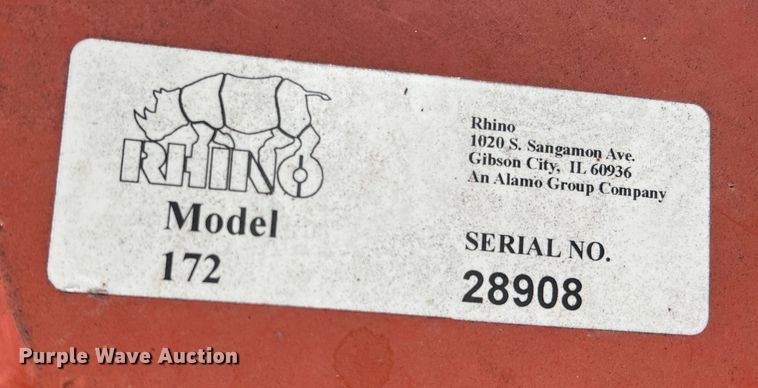 RHINO
Model
172
Rhino
1020 S. Sangamon Ave.
Gibson City, IL 60936
An Alamo Group Company
SERIAL NO.
28908
Purple Wave Auction